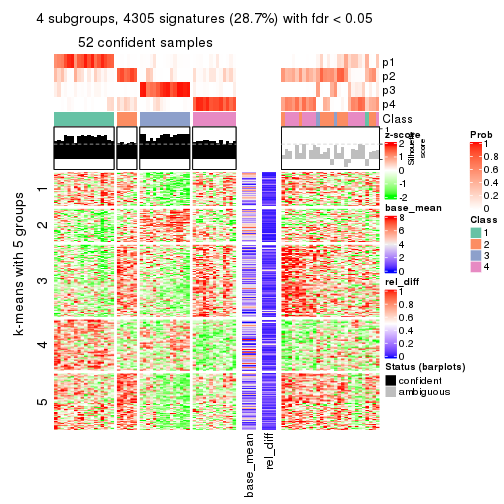 4 subgroups, 4305 signatures (28.7%) with fdr < 0.05
52 confident samples
p1
p2
p3
p4
Class
1
Silhouette score
k-means with 5 groups
1
2
3
4
5
base_mean
rel_diff
z-score
2
1
0
-1
-2
base_mean
8
6
4
2
0
rel_diff
1
0.8
0.6
0.4
0.2
0
Status (barplots)
confident
ambiguous
Prob
1
0.8
0.6
0.4
0.2
0
Class
1
2
3
4